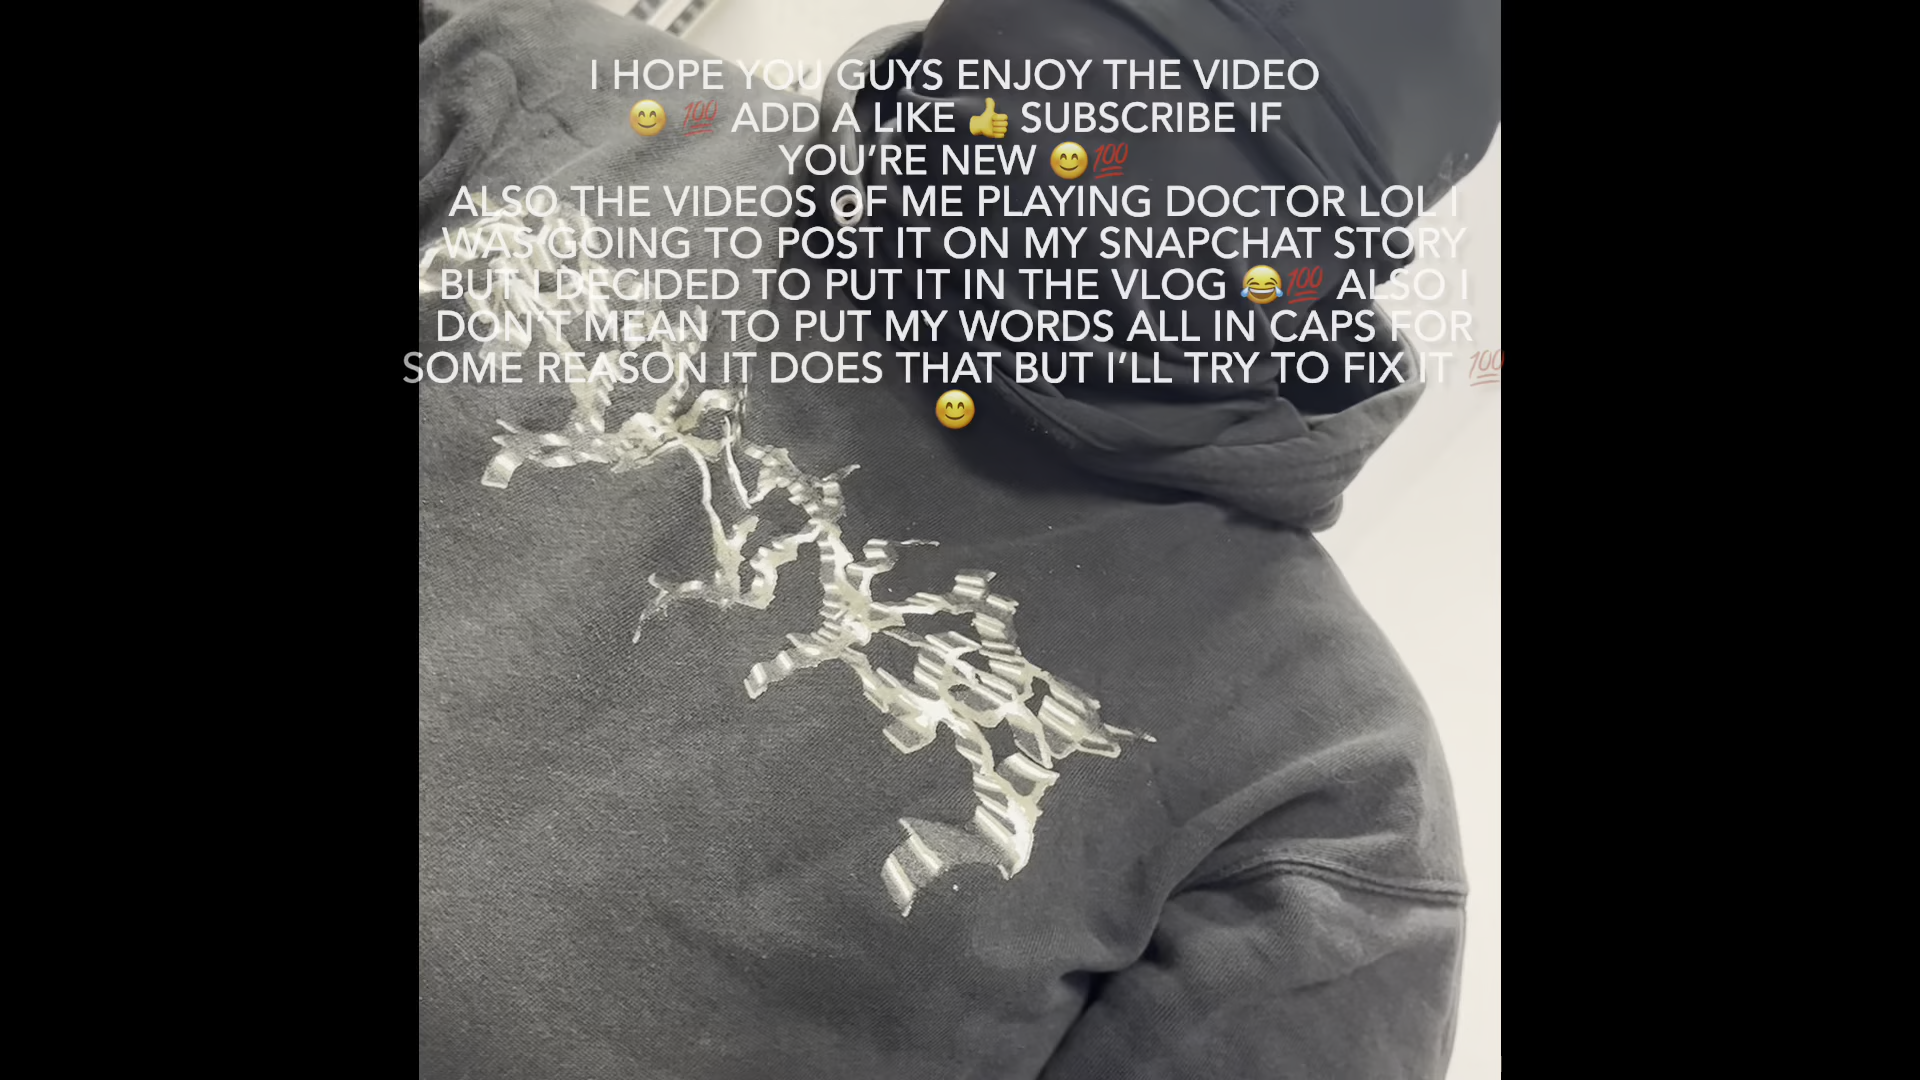 I HOPE YOU GUYS ENJOY THE VIDEO
😊 💯 ADD A LIKE 👍 SUBSCRIBE IF
YOU’RE NEW 😊💯
ALSO THE VIDEOS OF ME PLAYING DOCTOR LOL I
WAS GOING TO POST IT ON MY SNAPCHAT STORY
BUT I DECIDED TO PUT IT IN THE VLOG 😂💯 ALSO I
DON’T MEAN TO PUT MY WORDS ALL IN CAPS FOR
SOME REASON IT DOES THAT BUT I’LL TRY TO FIX IT 💯
😊